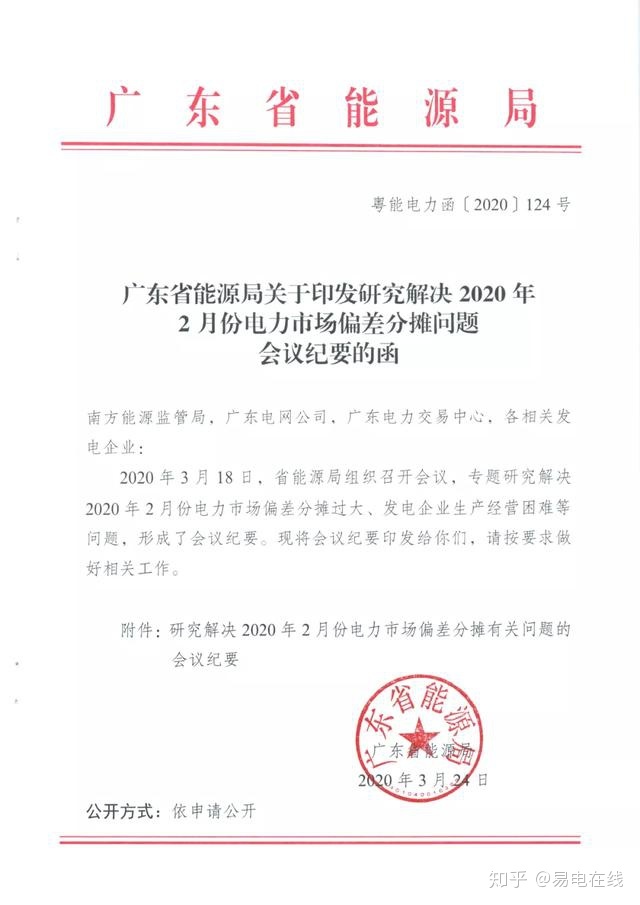 广东省能源局
粤能电力函〔2020〕124号
广东省能源局关于印发研究解决2020年
2月份电力市场偏差分摊问题
会议纪要的函
南方能源监管局，广东电网公司，广东电力交易中心，各相关发
电企业：
2020年3月18日，省能源局组织召开会议，专题研究解决
2020年2月份电力市场偏差分摊过大、发电企业生产经营困难等
问题，形成了会议纪要。现将会议纪要印发给你们，请按要求做
好相关工作。
附件：研究解决2020年2月份电力市场偏差分摊有关问题的
会议纪要
广东省能源局
广东省能源局
2020年3月24日
公开方式：依申请公开
知乎 @易电在线